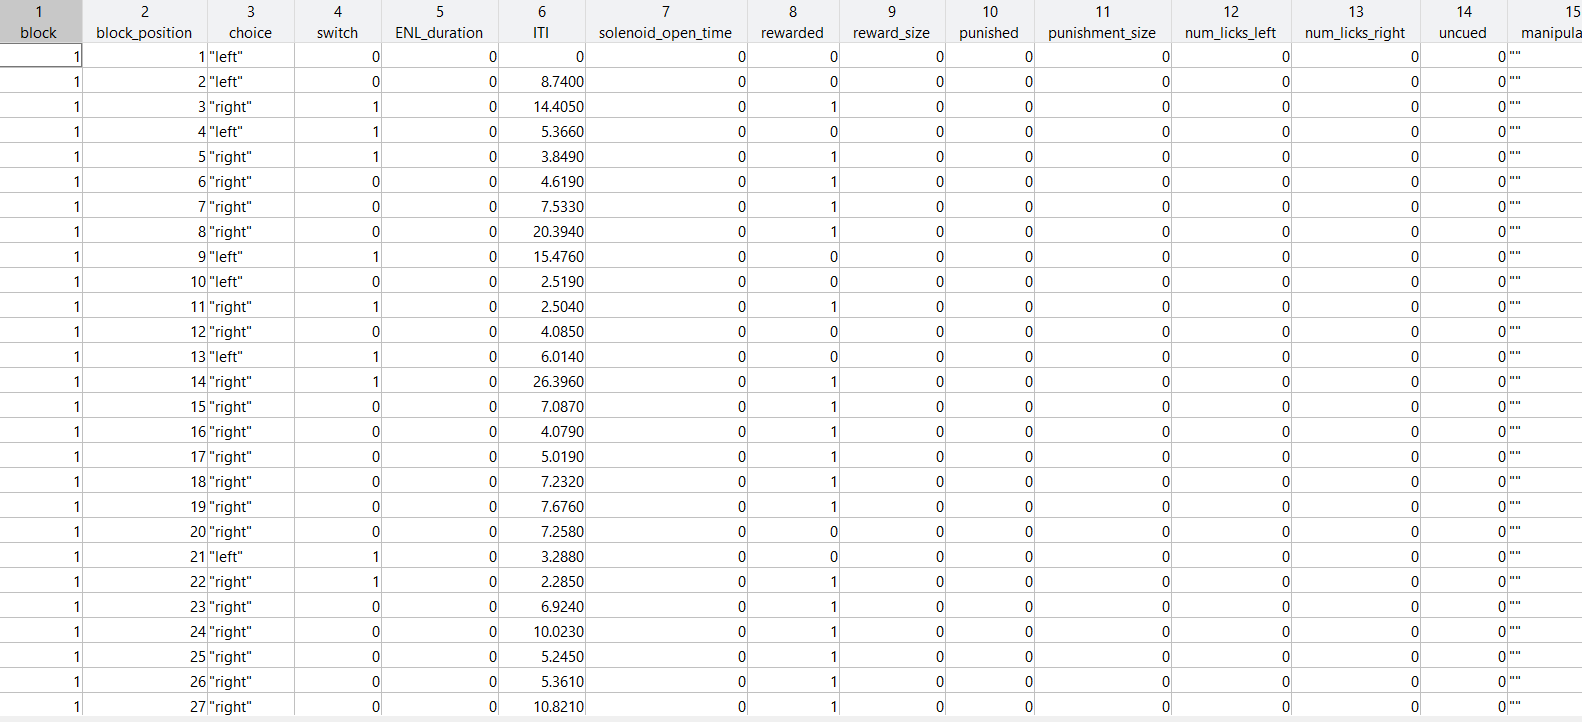 1 2 3 4 5 6 7 8 9 10 11 12 13 14 15
block block_position choice switch ENL_duration ITI solenoid_open_time rewarded reward_size punished punishment_size num_licks_left num_licks_right uncued manipula
1 1 "left" 0 0 0 0 0 0 0 0 0 0 0 ""
1 2 "left" 0 0 8.7400 0 0 0 0 0 0 0 0 ""
1 3 "right" 1 0 14.4050 0 1 0 0 0 0 0 0 ""
1 4 "left" 1 0 5.3660 0 0 0 0 0 0 0 0 ""
1 5 "right" 1 0 3.8490 0 1 0 0 0 0 0 0 ""
1 6 "right" 0 0 4.6190 0 1 0 0 0 0 0 0 ""
1 7 "right" 0 0 7.5330 0 1 0 0 0 0 0 0 ""
1 8 "right" 0 0 20.3940 0 1 0 0 0 0 0 0 ""
1 9 "left" 1 0 15.4760 0 0 0 0 0 0 0 0 ""
1 10 "left" 0 0 2.5190 0 0 0 0 0 0 0 0 ""
1 11 "right" 1 0 2.5040 0 1 0 0 0 0 0 0 ""
1 12 "right" 0 0 4.0850 0 0 0 0 0 0 0 0 ""
1 13 "left" 1 0 6.0140 0 0 0 0 0 0 0 0 ""
1 14 "right" 1 0 26.3960 0 1 0 0 0 0 0 0 ""
1 15 "right" 0 0 7.0870 0 1 0 0 0 0 0 0 ""
1 16 "right" 0 0 4.0790 0 1 0 0 0 0 0 0 ""
1 17 "right" 0 0 5.0190 0 1 0 0 0 0 0 0 ""
1 18 "right" 0 0 7.2320 0 1 0 0 0 0 0 0 ""
1 19 "right" 0 0 7.6760 0 1 0 0 0 0 0 0 ""
1 20 "right" 0 0 7.2580 0 0 0 0 0 0 0 0 ""
1 21 "left" 1 0 3.2880 0 0 0 0 0 0 0 0 ""
1 22 "right" 1 0 2.2850 0 1 0 0 0 0 0 0 ""
1 23 "right" 0 0 6.9240 0 1 0 0 0 0 0 0 ""
1 24 "right" 0 0 10.0230 0 1 0 0 0 0 0 0 ""
1 25 "right" 0 0 5.2450 0 1 0 0 0 0 0 0 ""
1 26 "right" 0 0 5.3610 0 1 0 0 0 0 0 0 ""
1 27 "right" 0 0 10.8210 0 1 0 0 0 0 0 0 ""